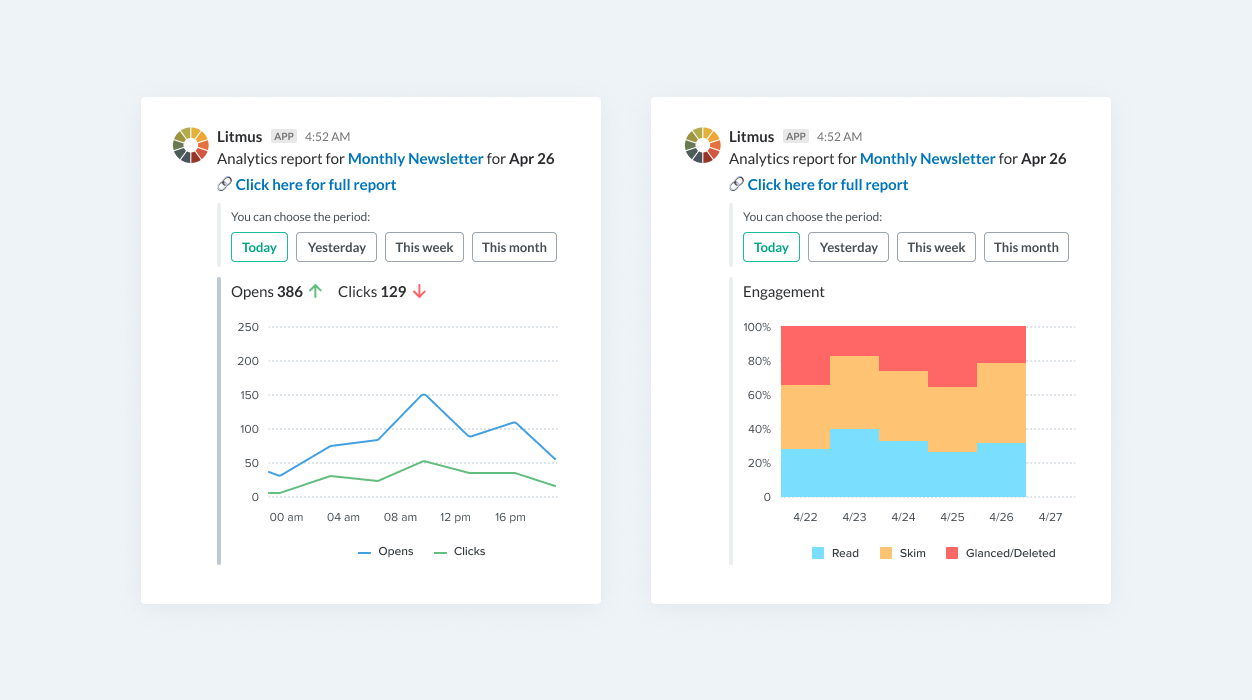 Litmus APP 4:52 AM
Analytics report for Monthly Newsletter for Apr 26
Click here for full report
You can choose the period:
Today Yesterday This week This month
Opens 386 Clicks 129
250
200
150
100
50
0
00 am 04 am 08 am 12 pm 16 pm
Opens Clicks
Litmus APP 4:52 AM
Analytics report for Monthly Newsletter for Apr 26
Click here for full report
You can choose the period:
Today Yesterday This week This month
Engagement
100%
80%
60%
40%
20%
0
4/22 4/23 4/24 4/25 4/26 4/27
Read Skim Glanced/Deleted